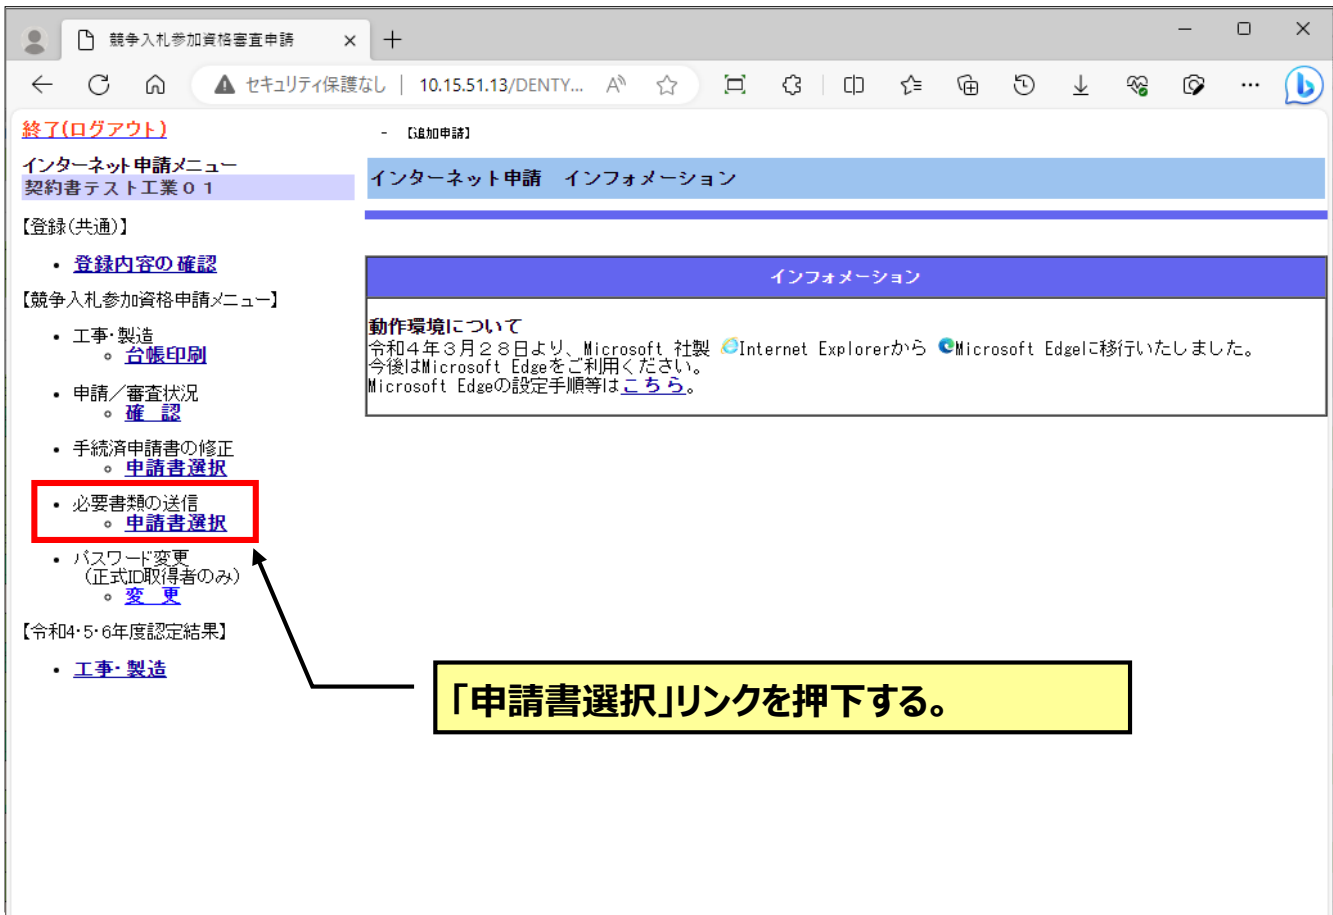 競争入札参加資格審査申請
セキュリティ保護なし | 10.15.51.13/DENTY...
終了(ログアウト)
インターネット申請メニュー
契約書テスト工業０１
【登録(共通)】
・ 登録内容の確認
【競争入札参加資格申請メニュー】
・ 工事・製造
台帳印刷
・ 申請／審査状況
確 認
・ 手続済申請書の修正
申請書選択
・ 必要書類の送信
申請書選択
・ パスワード変更
（正式ID取得者のみ）
変 更
【令和4・5・6年度認定結果】
・ 工事・製造
- 【追加申請】
インターネット申請　インフォメーション
インフォメーション
動作環境について
令和４年３月２８日より、Microsoft 社製 Internet Explorerから Microsoft Edgeに移行いたしました。
今後はMicrosoft Edgeをご利用ください。
Microsoft Edgeの設定手順等はこちら。
「申請書選択」リンクを押下する。